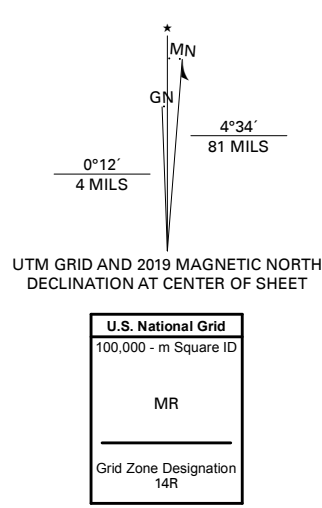 MN
GN
4°34´
81 MILS
0°12´
4 MILS
UTM GRID AND 2019 MAGNETIC NORTH
DECLINATION AT CENTER OF SHEET
U.S. National Grid
100,000 - m Square ID
MR
Grid Zone Designation
14R